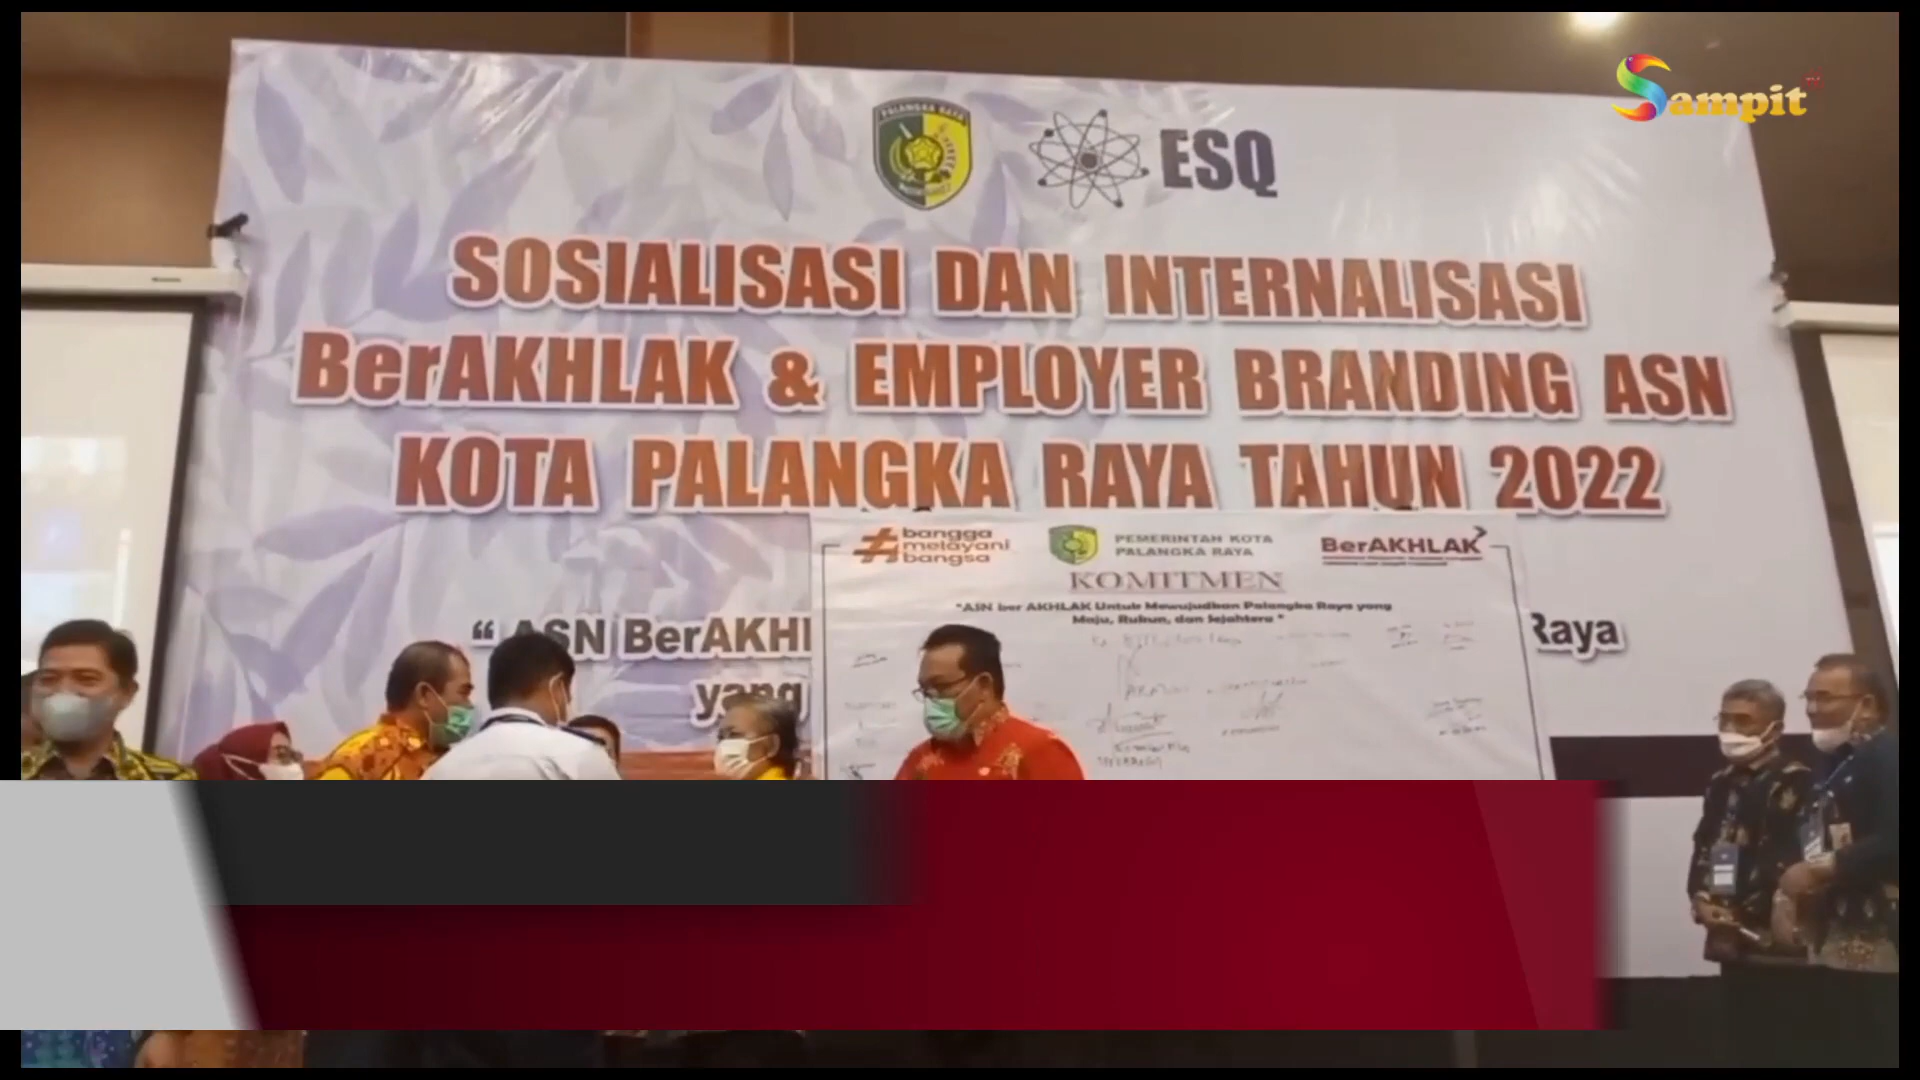 Sampit
PALANGKA RAYA
ESQ
SOSIALISASI DAN INTERNALISASI
BerAKHLAK & EMPLOYER BRANDING ASN
KOTA PALANGKA RAYA TAHUN 2022
#bangga
melayani
bangsa
PEMERINTAH KOTA
PALANGKA RAYA
BerAKHLAK
KOMITMEN
"ASN ber AKHLAK Untuk Mewujudkan Palangka Raya yang
Maju, Rukun, dan Sejahtera"
" ASN BerAKHL
Raya
yang